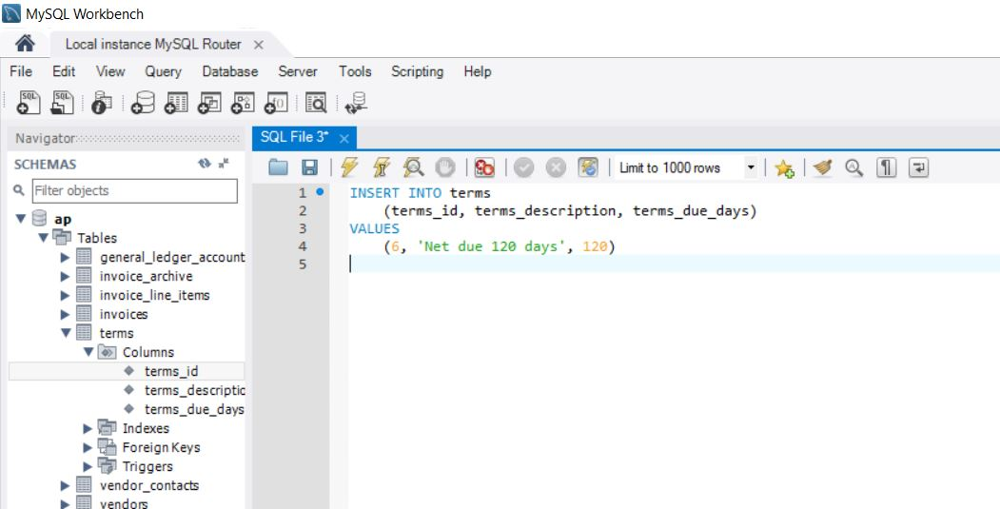 MySQL Workbench
Local instance MySQL Router
File Edit View Query Database Server Tools Scripting Help
SQL SQL
Navigator
SCHEMAS
Filter objects
ap
Tables
general_ledger_account
invoice_archive
invoice_line_items
invoices
terms
Columns
terms_id
terms_descriptio
terms_due_days
Indexes
Foreign Keys
Triggers
vendor_contacts
vendors
SQL File 3*
Limit to 1000 rows
1 INSERT INTO terms
2 (terms_id, terms_description, terms_due_days)
3 VALUES
4 (6, 'Net due 120 days', 120)
5